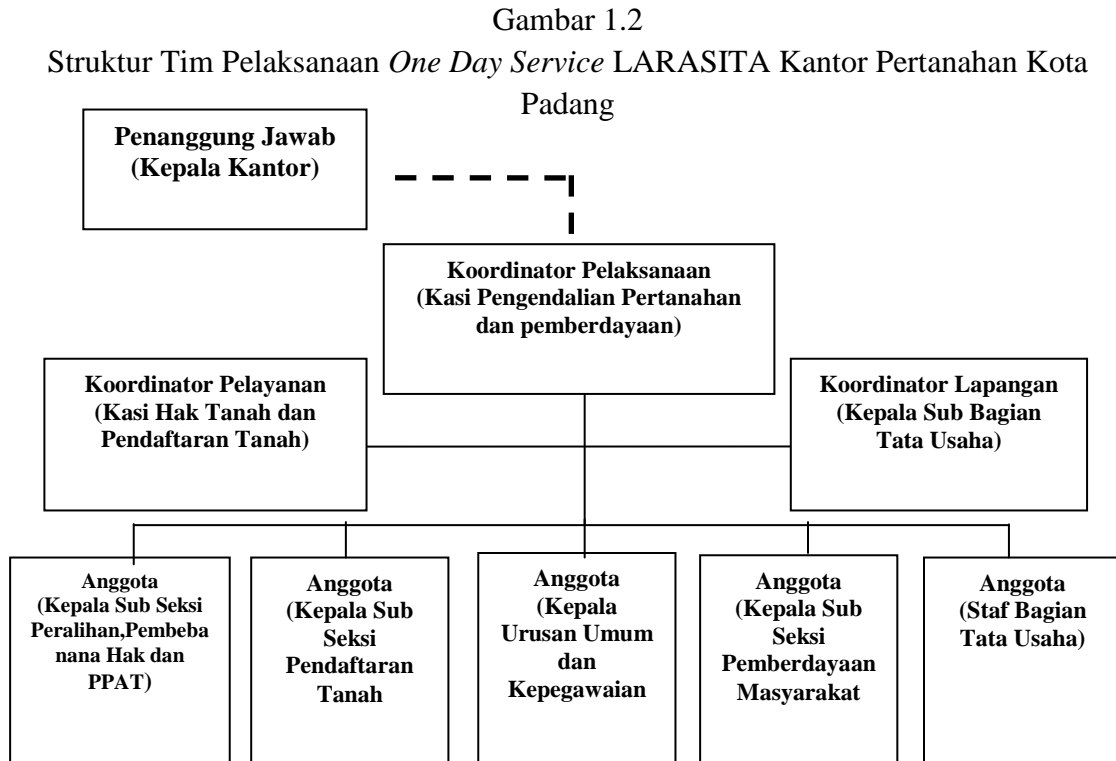 Gambar 1.2
Struktur Tim Pelaksanaan One Day Service LARASITA Kantor Pertanahan Kota
Padang
Penanggung Jawab
(Kepala Kantor)
Koordinator Pelaksanaan
(Kasi Pengendalian Pertanahan
dan pemberdayaan)
Koordinator Pelayanan
(Kasi Hak Tanah dan
Pendaftaran Tanah)
Koordinator Lapangan
(Kepala Sub Bagian
Tata Usaha)
Anggota
(Kepala Sub Seksi
Peralihan,Pembeba
nana Hak dan
PPAT)
Anggota
(Kepala Sub
Seksi
Pendaftaran
Tanah
Anggota
(Kepala
Urusan Umum
dan
Kepegawaian
Anggota
(Kepala Sub
Seksi
Pemberdayaan
Masyarakat
Anggota
(Staf Bagian
Tata Usaha)